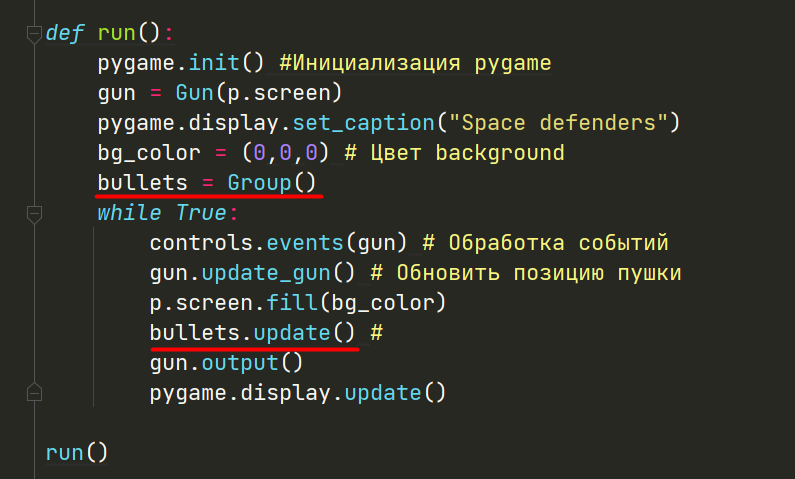 def run():
    pygame.init() #Инициализация pygame
    gun = Gun(p.screen)
    pygame.display.set_caption("Space defenders")
    bg_color = (0,0,0) # Цвет background
    bullets = Group()
    while True:
        controls.events(gun) # Обработка событий
        gun.update_gun() # Обновить позицию пушки
        p.screen.fill(bg_color)
        bullets.update() #
        gun.output()
        pygame.display.update()
run()